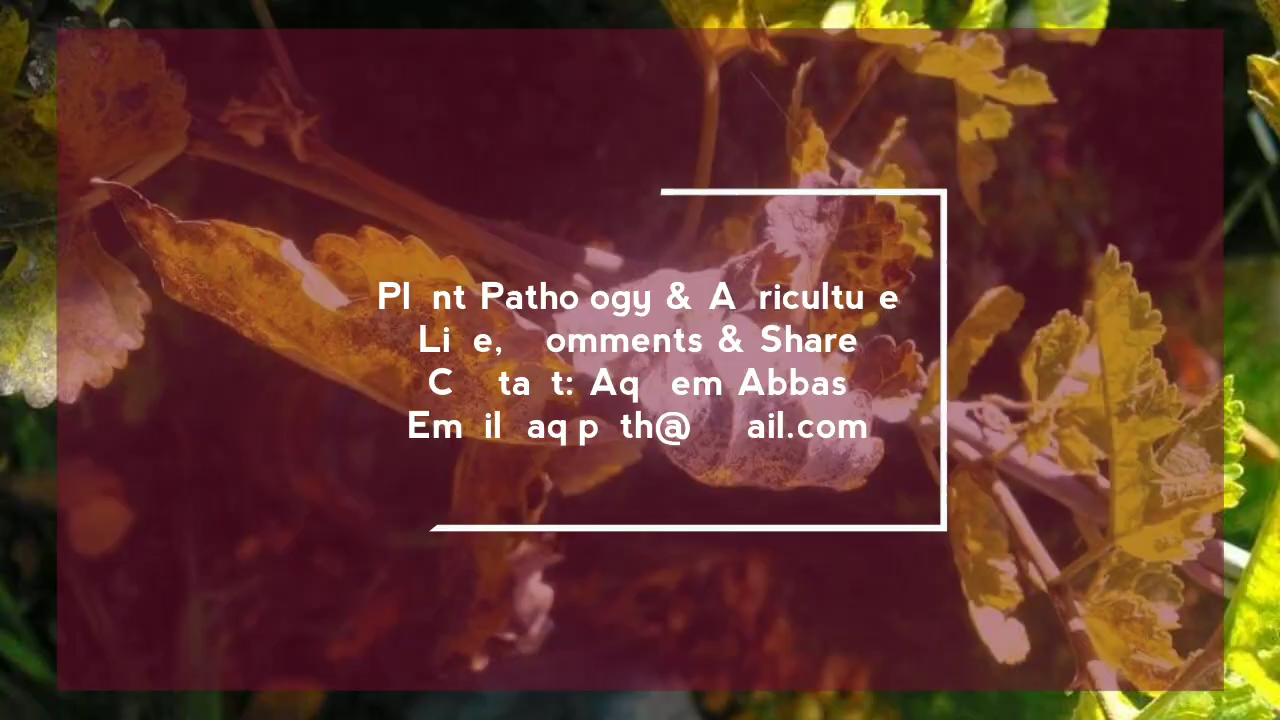 Pl nt Patho ogy & A ricultu e
Li e, omments & Share
C ta t: Aq em Abbas
Em il aq p th@ ail.com